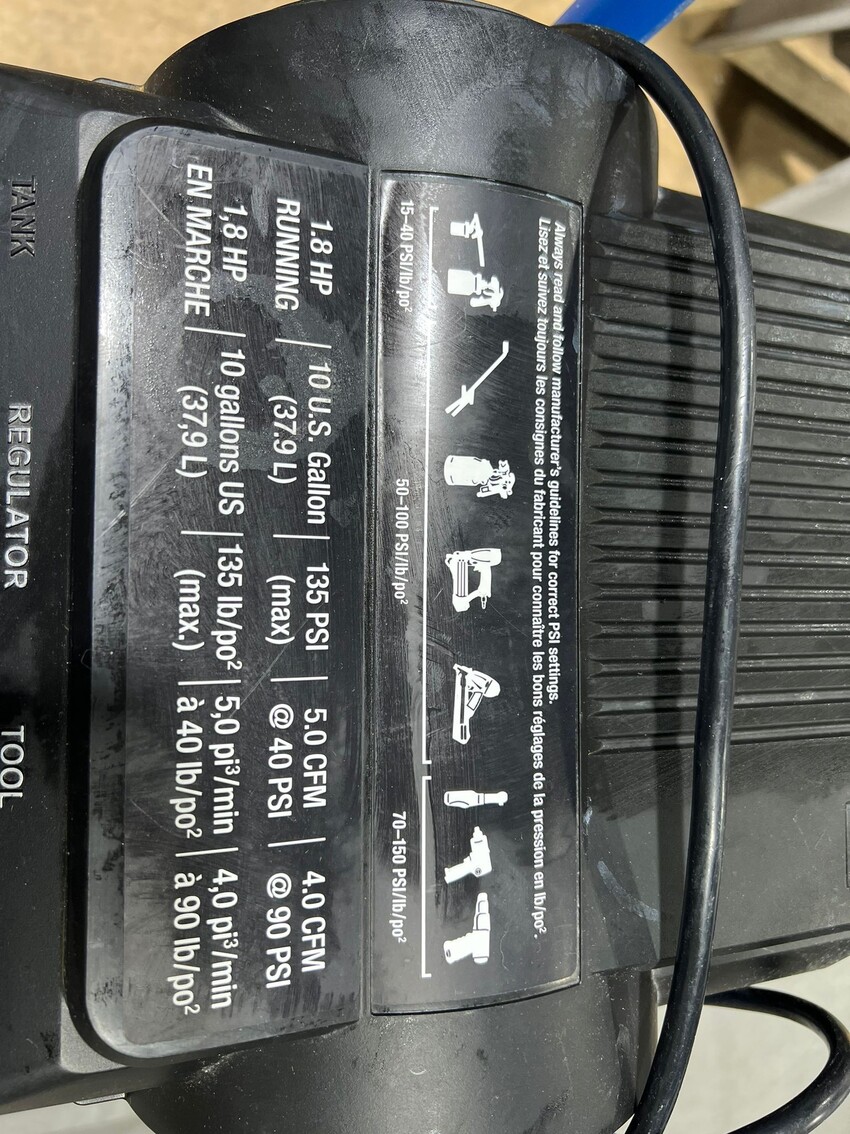 Always read and follow manufacturer's guidelines for correct PSI settings.
Lisez et suivez toujours les consignes du fabricant pour connaître les bons réglages de la pression en lb/po².
15–40 PSI/lb/po²
50–100 PSI/lb/po²
70–150 PSI/lb/po²
1.8 HP | 10 U.S. Gallon | 135 PSI | 5.0 CFM | 4.0 CFM
RUNNING | (37.9 L) | (max) | @ 40 PSI | @ 90 PSI
1,8 HP | 10 gallons US | 135 lb/po² | 5,0 pi³/min | 4,0 pi³/min
EN MARCHE | (37,9 L) | (max.) | à 40 lb/po² | à 90 lb/po²
TANK
REGULATOR
TOOL